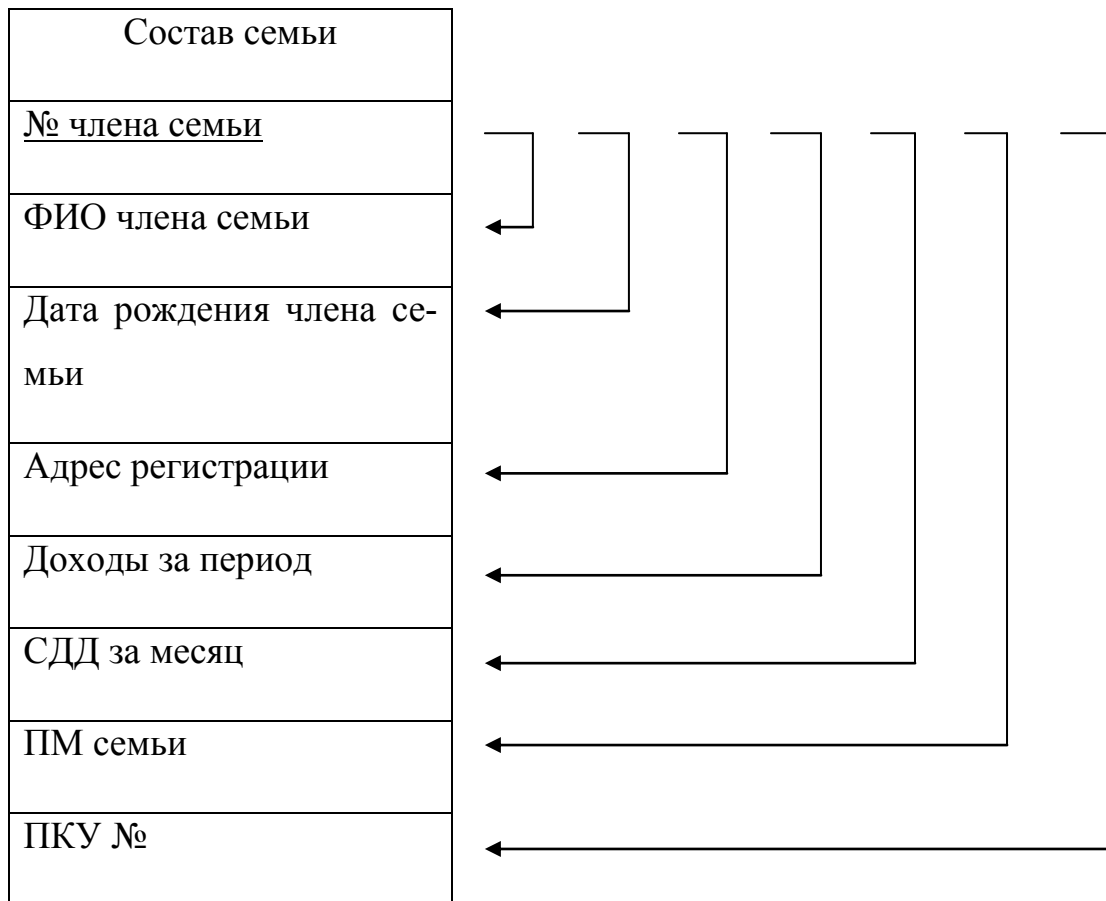 Состав семьи
№ члена семьи
ФИО члена семьи
Дата рождения члена се-
мьи
Адрес регистрации
Доходы за период
СДД за месяц
ПМ семьи
ПКУ №